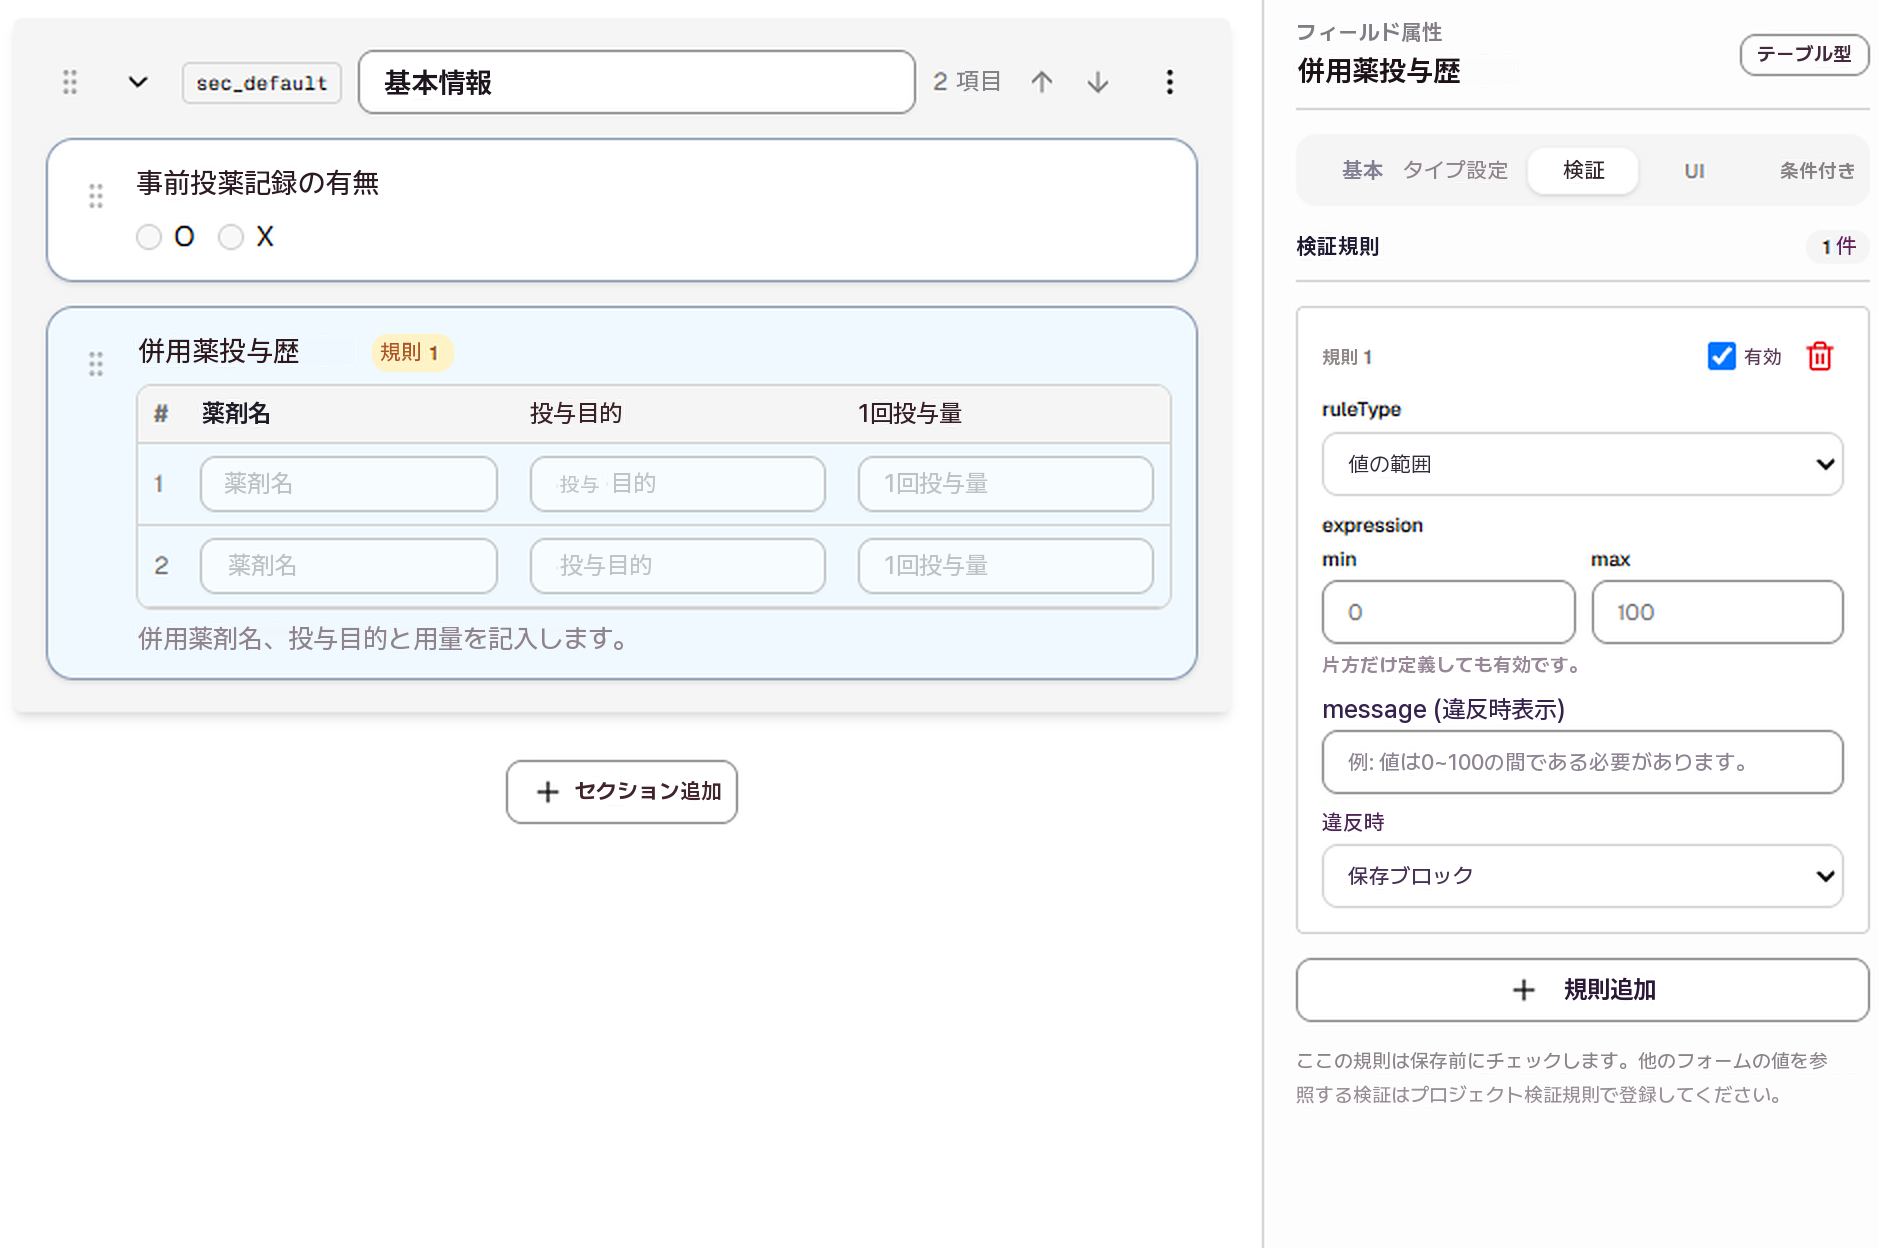 sec_default 基本情報 2 項目
事前投薬記録の有無
O X
併用薬投与歴 規則 1
# 薬剤名 投与目的 1回投与量
1 薬剤名 投与 目的 1回投与量
2 薬剤名 投与目的 1回投与量
併用薬剤名、投与目的と用量を記入します。
+ セクション追加
フィールド属性
併用薬投与歴 テーブル型
基本 タイプ設定 検証 UI 条件付き
検証規則 1 件
規則 1 有効
ruleType
値の範囲
expression
min max
0 100
片方だけ定義しても有効です。
message (違反時表示)
例: 値は0~100の間である必要があります。
違反時
保存ブロック
+ 規則追加
ここの規則は保存前にチェックします。他のフォームの値を参
照する検証はプロジェクト検証規則で登録してください。